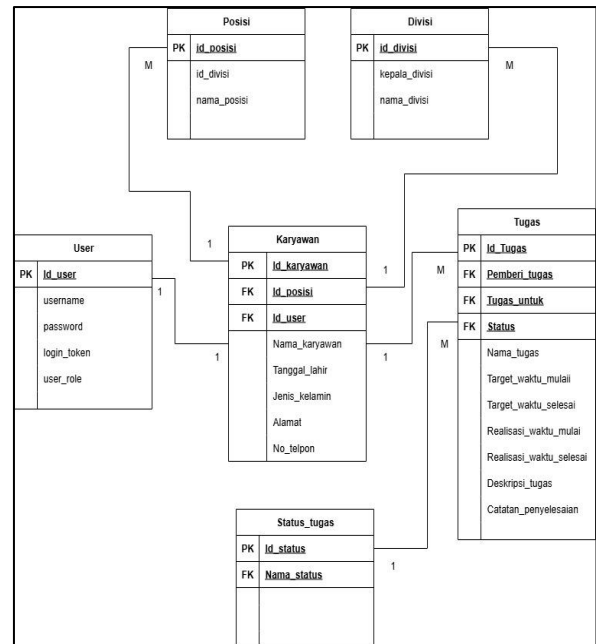 Posisi
PK id_posisi
id_divisi
nama_posisi
M
Divisi
PK id_divisi
kepala_divisi
nama_divisi
M
User
PK Id_user
username
password
login_token
user_role
1
1
Karyawan
PK Id_karyawan
FK Id_posisi
FK Id_user
Nama_karyawan
Tanggal_lahir
Jenis_kelamin
Alamat
No_telpon
1
1
1
M
M
Tugas
PK Id_Tugas
FK Pemberi_tugas
FK Tugas_untuk
FK Status
Nama_tugas
Target_waktu_mulaii
Target_waktu_selesai
Realisasi_waktu_mulai
Realisasi_waktu_selesai
Deskripsi_tugas
Catatan_penyelesaian
Status_tugas
PK Id_status
FK Nama_status
1